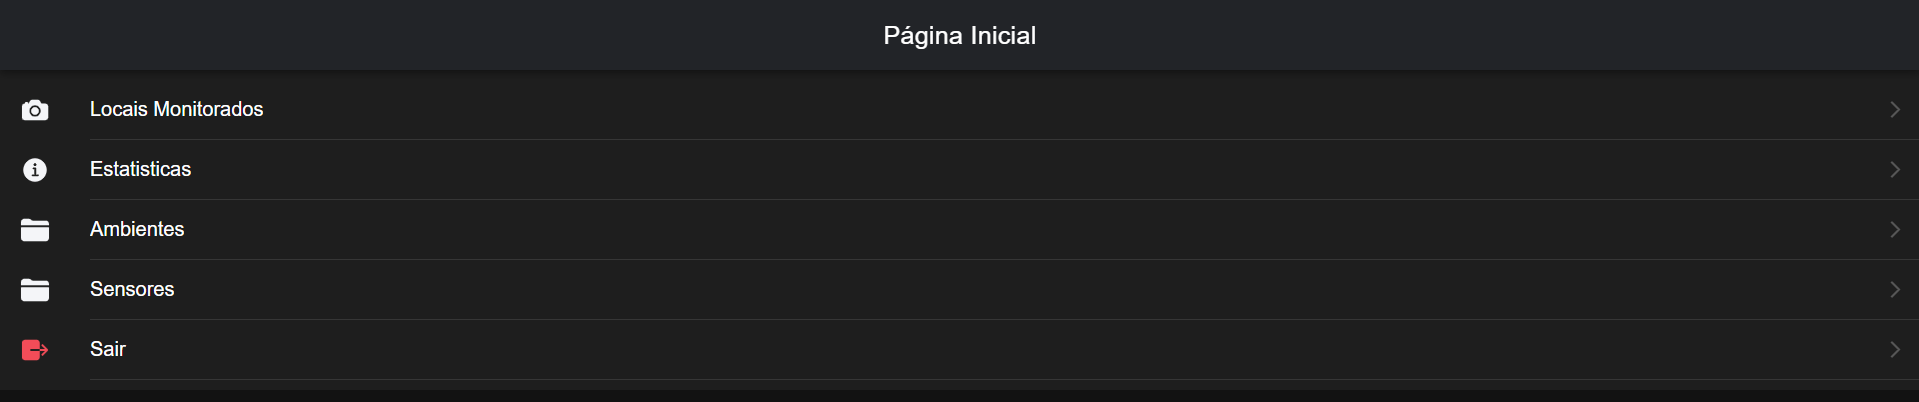 Página Inicial
Locais Monitorados
Estatisticas
Ambientes
Sensores
Sair